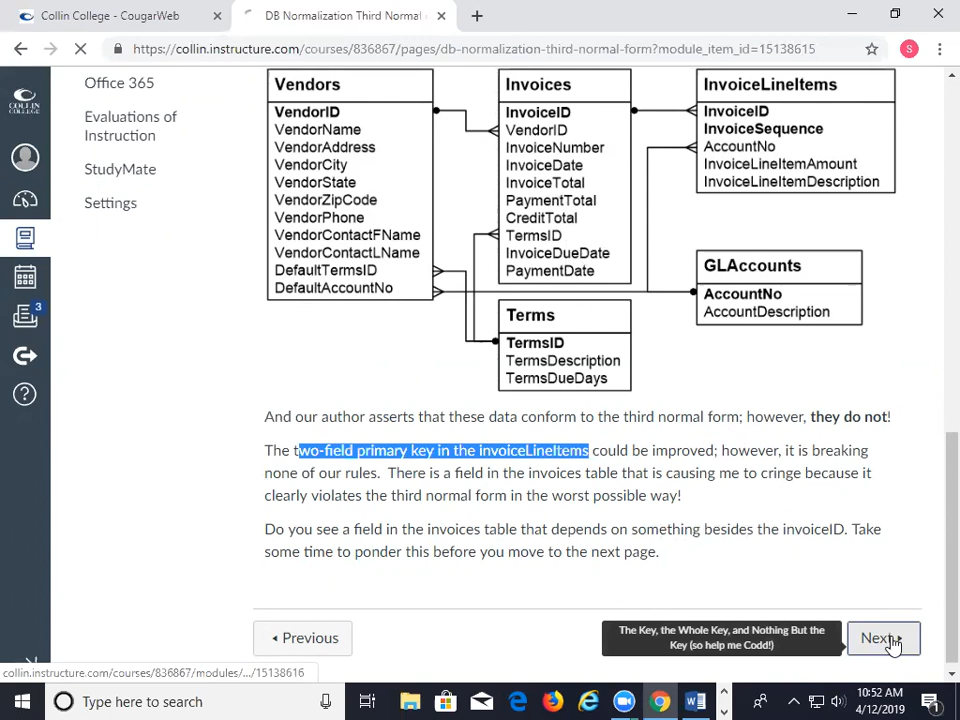 Collin College - CougarWeb
DB Normalization Third Normal
https://collin.instructure.com/courses/836867/pages/db-normalization-third-normal-form?module_item_id=15138615
S
COLLIN
COLLEGE
3
Office 365
Evaluations of
Instruction
StudyMate
Settings
Vendors
VendorID
VendorName
VendorAddress
VendorCity
VendorState
VendorZipCode
VendorPhone
VendorContactFName
VendorContactLName
DefaultTermsID
DefaultAccountNo
Invoices
InvoiceID
VendorID
InvoiceNumber
InvoiceDate
InvoiceTotal
PaymentTotal
CreditTotal
TermsID
InvoiceDueDate
PaymentDate
InvoiceLineItems
InvoiceID
InvoiceSequence
AccountNo
InvoiceLineItemAmount
InvoiceLineItemDescription
GLAccounts
AccountNo
AccountDescription
Terms
TermsID
TermsDescription
TermsDueDays
And our author asserts that these data conform to the third normal form; however, they do not!
The two-field primary key in the invoiceLineItems could be improved; however, it is breaking
none of our rules. There is a field in the invoices table that is causing me to cringe because it
clearly violates the third normal form in the worst possible way!
Do you see a field in the invoices table that depends on something besides the invoiceID. Take
some time to ponder this before you move to the next page.
Previous
The Key, the Whole Key, and Nothing But the
Key (so help me Codd!)
Next
collin.instructure.com/courses/836867/modules/.../15138616
Type here to search
10:52 AM
4/12/2019
1